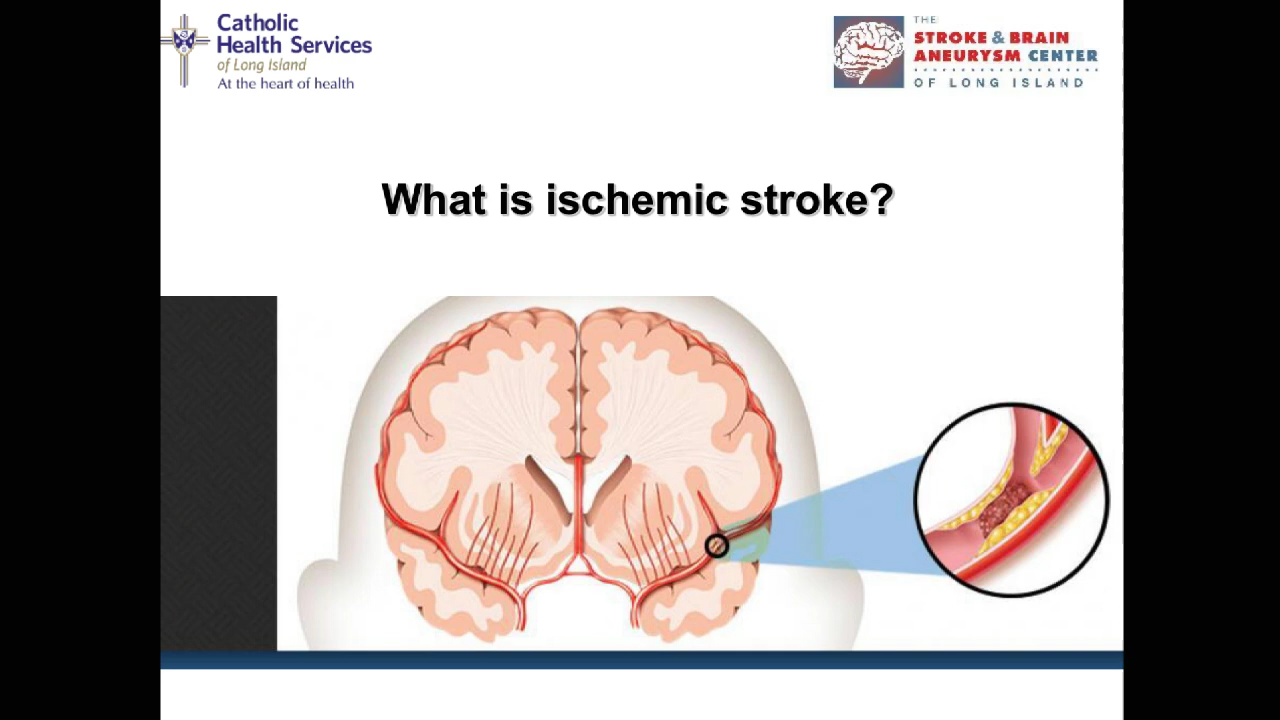 Catholic
Health Services
of Long Island
At the heart of health
THE
STROKE & BRAIN
ANEURYSM CENTER
OF LONG ISLAND
What is ischemic stroke?